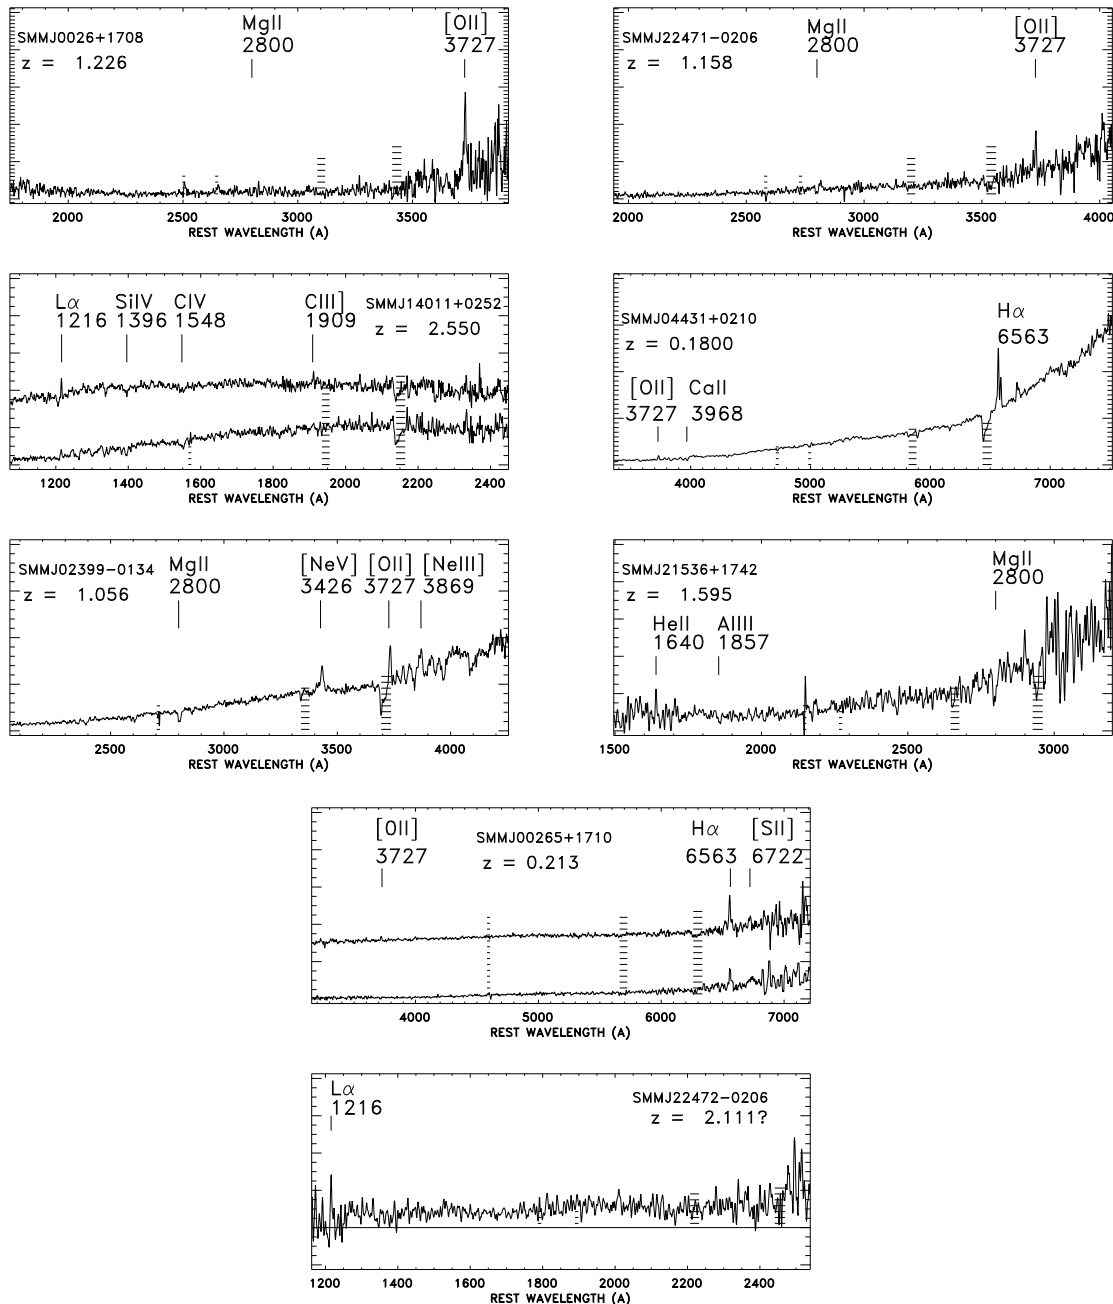 MgII [OII]
SMMJ0026+1708 2800 3727
z = 1.226
2000 2500 3000 3500
REST WAVELENGTH (A)
MgII [OII]
SMMJ22471-0206 2800 3727
z = 1.158
2000 2500 3000 3500 4000
REST WAVELENGTH (A)
Lα SiIV CIV CIII] SMMJ14011+0252
1216 1396 1548 1909 z = 2.550
1200 1400 1600 1800 2000 2200 2400
REST WAVELENGTH (A)
Hα
SMMJ04431+0210 6563
z = 0.1800
[OII] CaII
3727 3968
4000 5000 6000 7000
REST WAVELENGTH (A)
SMMJ02399-0134 MgII [NeV] [OII] [NeIII]
z = 1.056 2800 3426 3727 3869
2500 3000 3500 4000
REST WAVELENGTH (A)
MgII
SMMJ21536+1742 2800
z = 1.595
HeII AlIII
1640 1857
1500 2000 2500 3000
REST WAVELENGTH (A)
[OII] SMMJ00265+1710 Hα [SII]
3727 z = 0.213 6563 6722
4000 5000 6000 7000
REST WAVELENGTH (A)
Lα SMMJ22472-0206
1216 z = 2.111?
1200 1400 1600 1800 2000 2200 2400
REST WAVELENGTH (A)